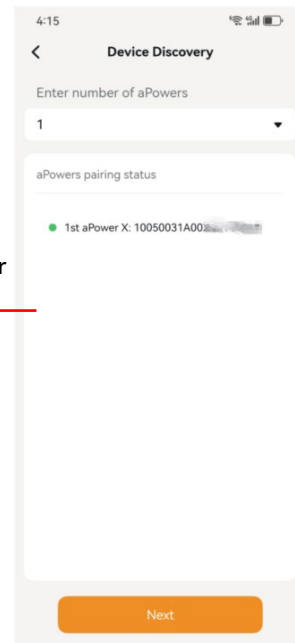 4:15
Device Discovery
Enter number of aPowers
1
aPowers pairing status
1st aPower X: 10050031A00
r
Next